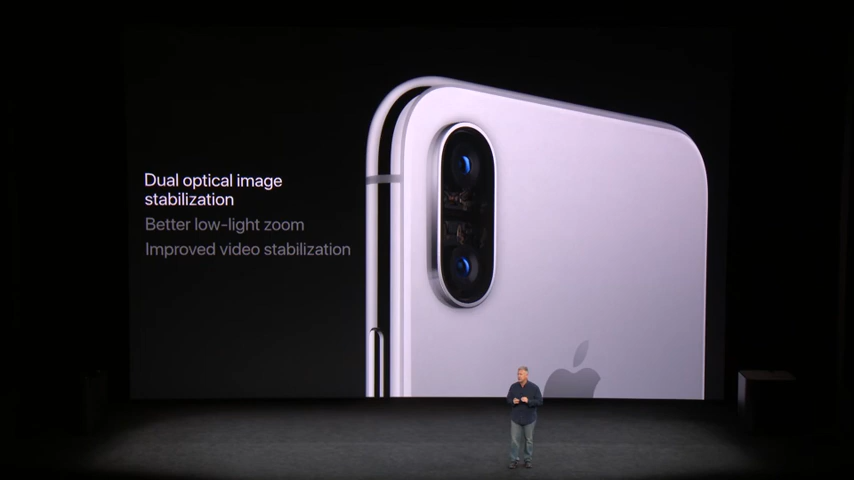 Dual optical image
stabilization
Better low-light zoom
Improved video stabilization